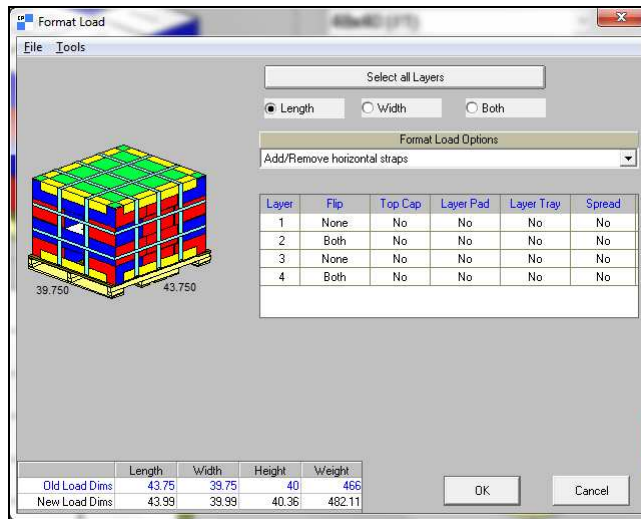 48x40 (FT)
CP Format Load
File Tools
Select all Layers
Length Width Both
Format Load Options
Add/Remove horizontal straps
Layer Flip Top Cap Layer Pad Layer Tray Spread
1 None No No No No
2 Both No No No No
3 None No No No No
4 Both No No No No
39.750 43.750
Length Width Height Weight
Old Load Dims 43.75 39.75 40 466
New Load Dims 43.99 39.99 40.36 482.11
OK Cancel